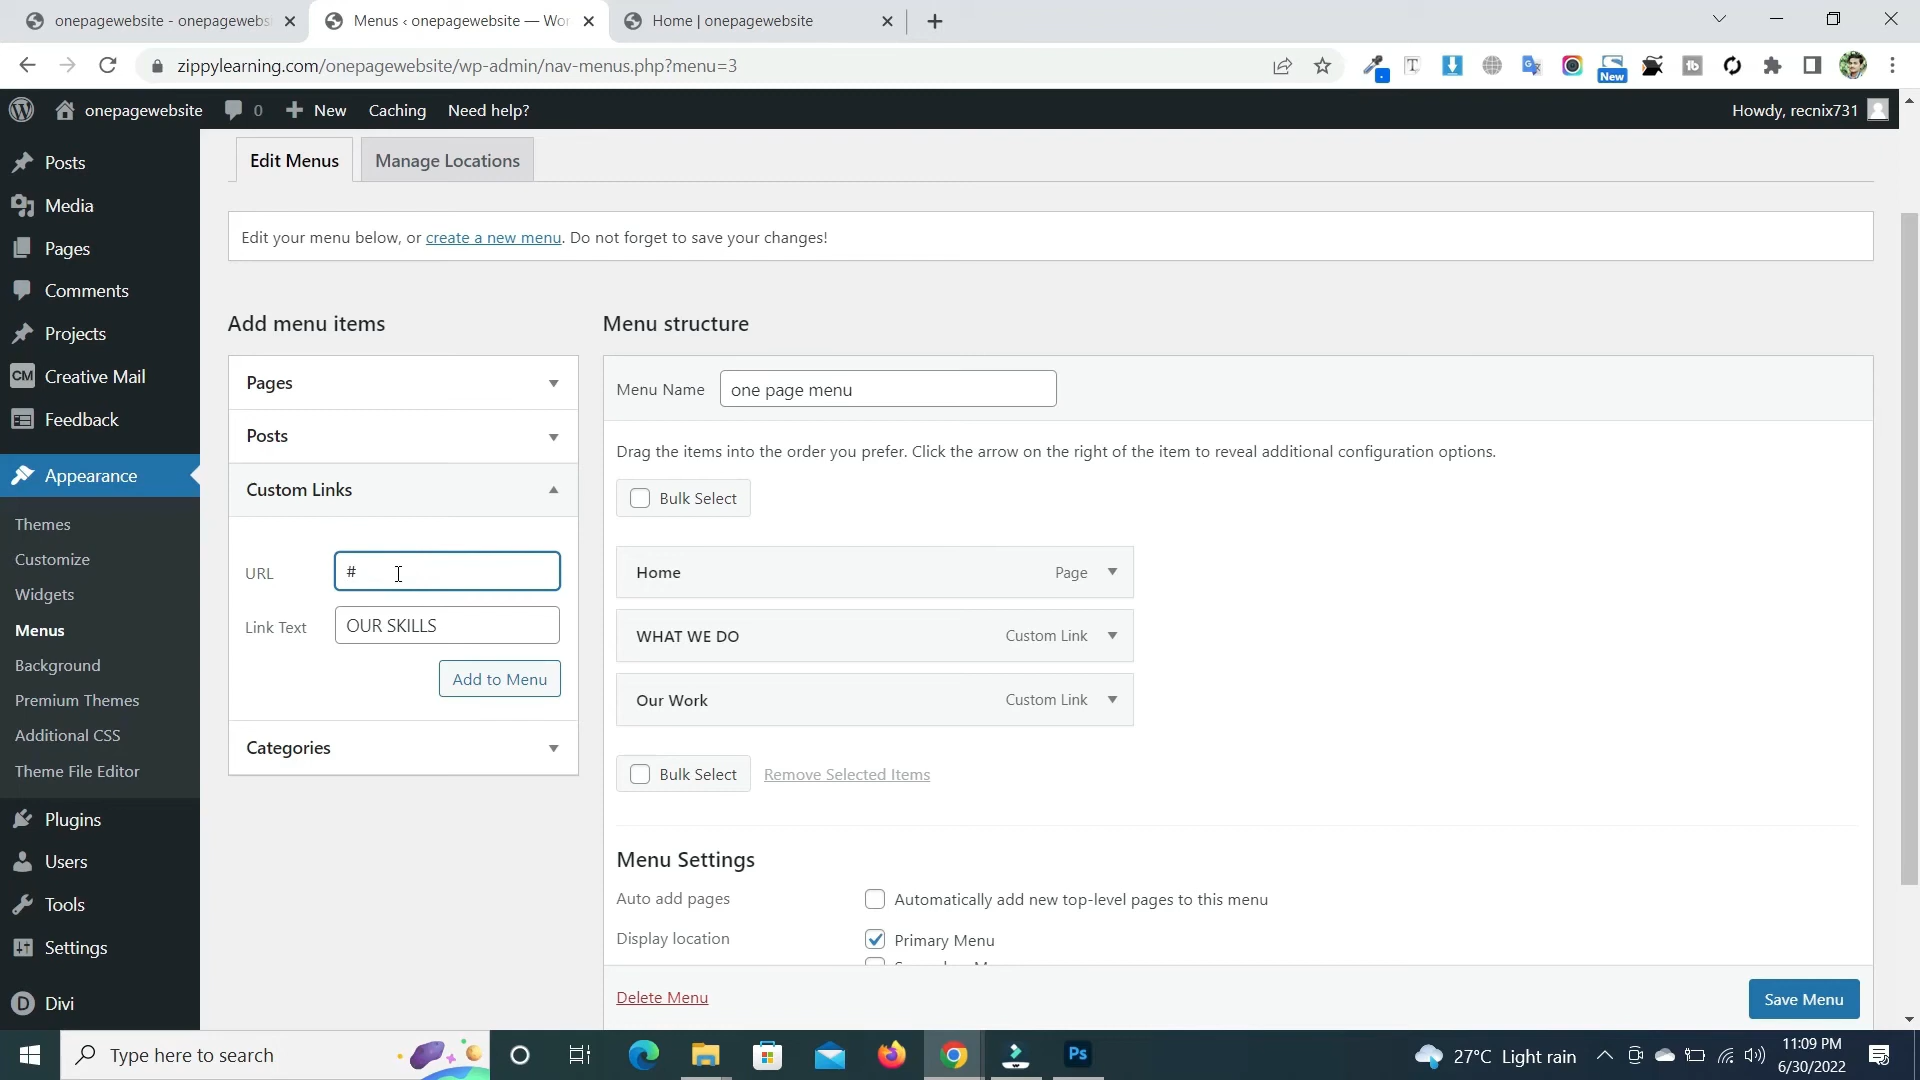 onepagewebsite - onepagewebs
Menus ‹ onepagewebsite — Wor
Home | onepagewebsite
zippylearning.com/onepagewebsite/wp-admin/nav-menus.php?menu=3
New
onepagewebsite
0
New
Caching
Need help?
Howdy, recnix731
Posts
Media
Pages
Comments
Projects
CM
Creative Mail
Feedback
Appearance
Themes
Customize
Widgets
Menus
Background
Premium Themes
Additional CSS
Theme File Editor
Plugins
Users
Tools
Settings
D
Divi
Edit Menus
Manage Locations
Edit your menu below, or create a new menu. Do not forget to save your changes!
Add menu items
Pages
Posts
Custom Links
URL
#
Link Text
OUR SKILLS
Add to Menu
Categories
Menu structure
Menu Name
one page menu
Drag the items into the order you prefer. Click the arrow on the right of the item to reveal additional configuration options.
Bulk Select
Home
Page
WHAT WE DO
Custom Link
Our Work
Custom Link
Bulk Select
Remove Selected Items
Menu Settings
Auto add pages
Automatically add new top-level pages to this menu
Display location
Primary Menu
Delete Menu
Save Menu
Type here to search
Ps
27°C Light rain
11:09 PM
6/30/2022